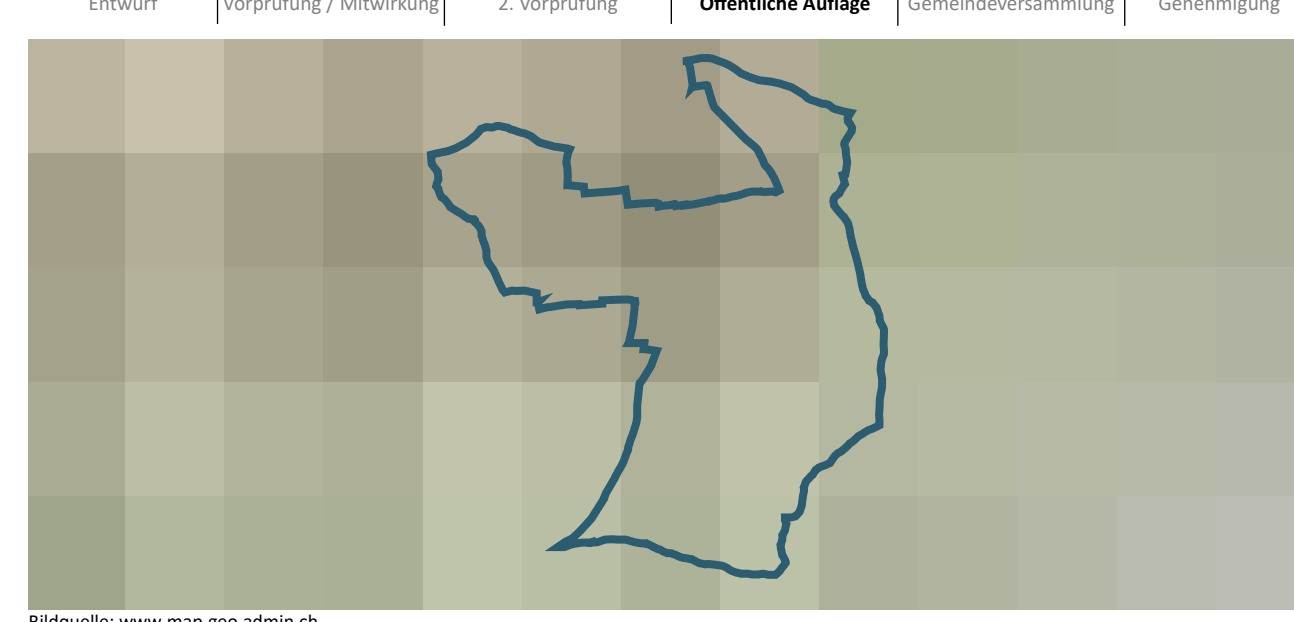 Entwurf
Vorprüfung / Mitwirkung
2. Vorprüfung
Öffentliche Auflage
Gemeindeversammlung
Genehmigung
Bildquelle: www.map.geo.admin.ch